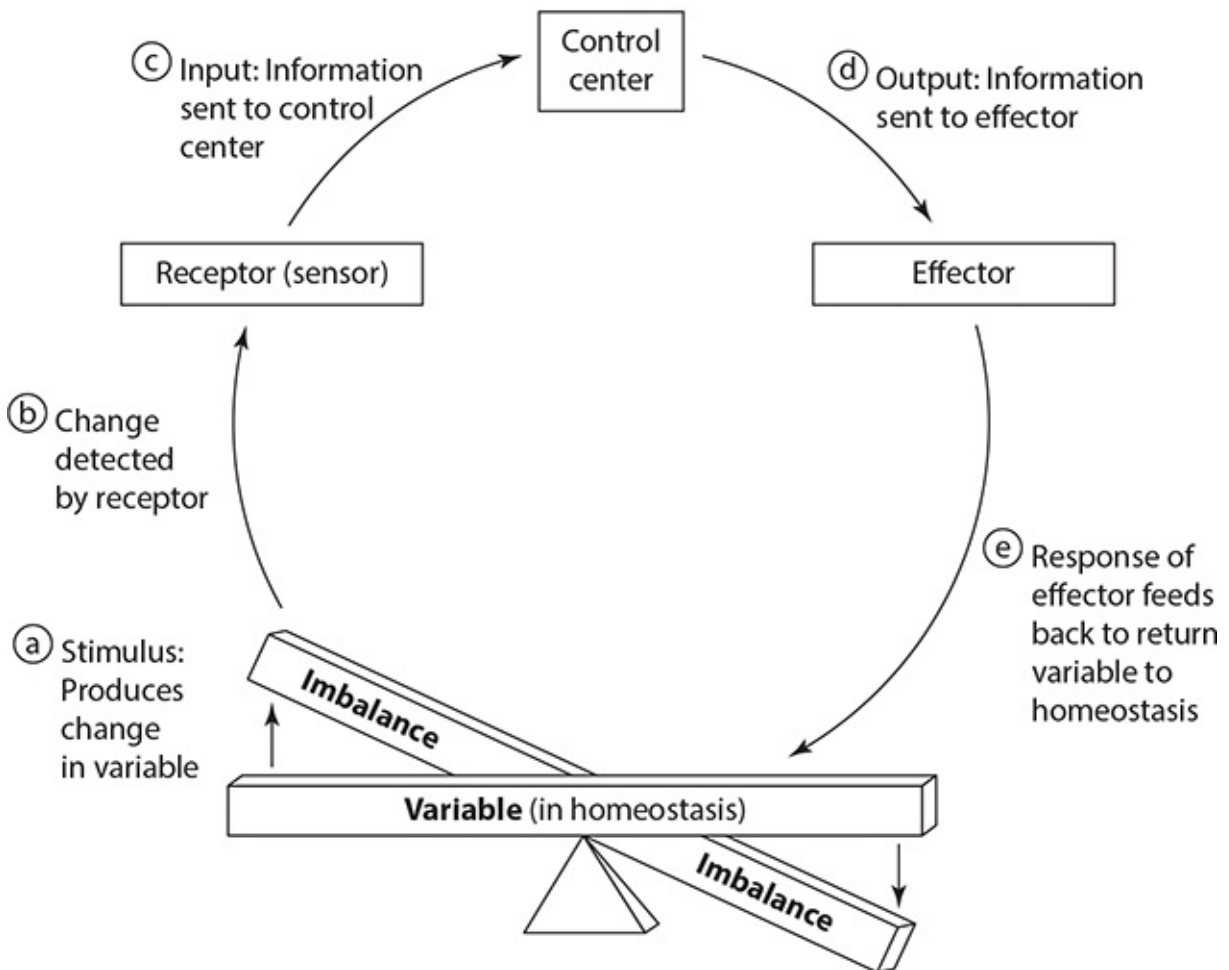 Control
center
ⓒ Input: Information
sent to control
center
ⓓ Output: Information
sent to effector
Receptor (sensor)
Effector
ⓑ Change
detected
by receptor
ⓔ Response of
effector feeds
back to return
variable to
homeostasis
ⓐ Stimulus:
Produces
change
in variable
Imbalance
Variable (in homeostasis)
Imbalance